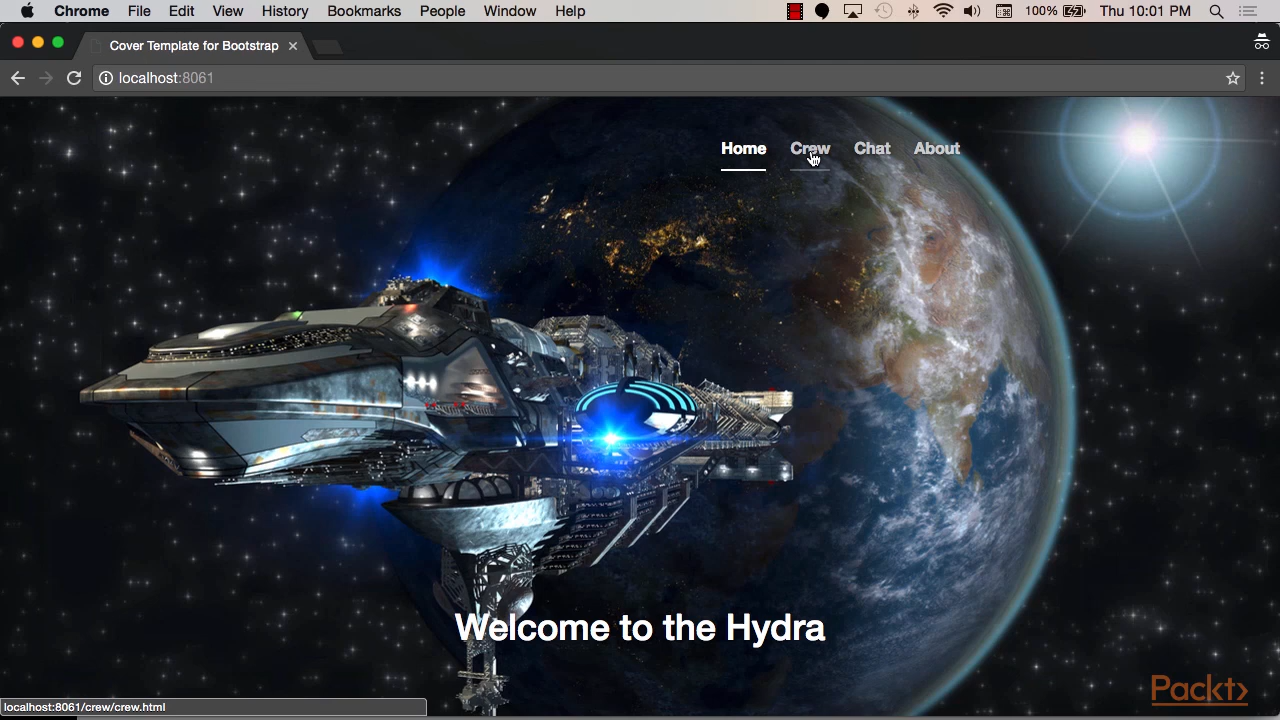 Chrome File Edit View History Bookmarks People Window Help 100% Thu 10:01 PM
Cover Template for Bootstrap
localhost:8061
Home Crew Chat About
Welcome to the Hydra
Packt
localhost:8061/crew/crew.html